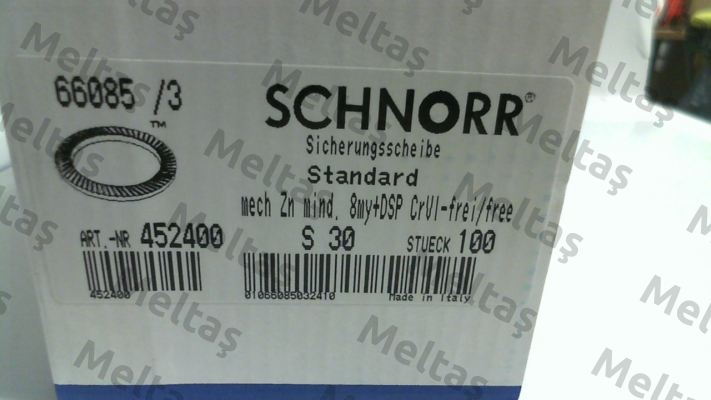 66085 /3
SCHNORR®
™
Sicherungsscheibe
Standard
mech Zn mind. 8my+DSP CrVI-frei/free
ART.-NR 452400 S 30 STUECK 100
452400 01066085032410 Made in Italy
Meltaş